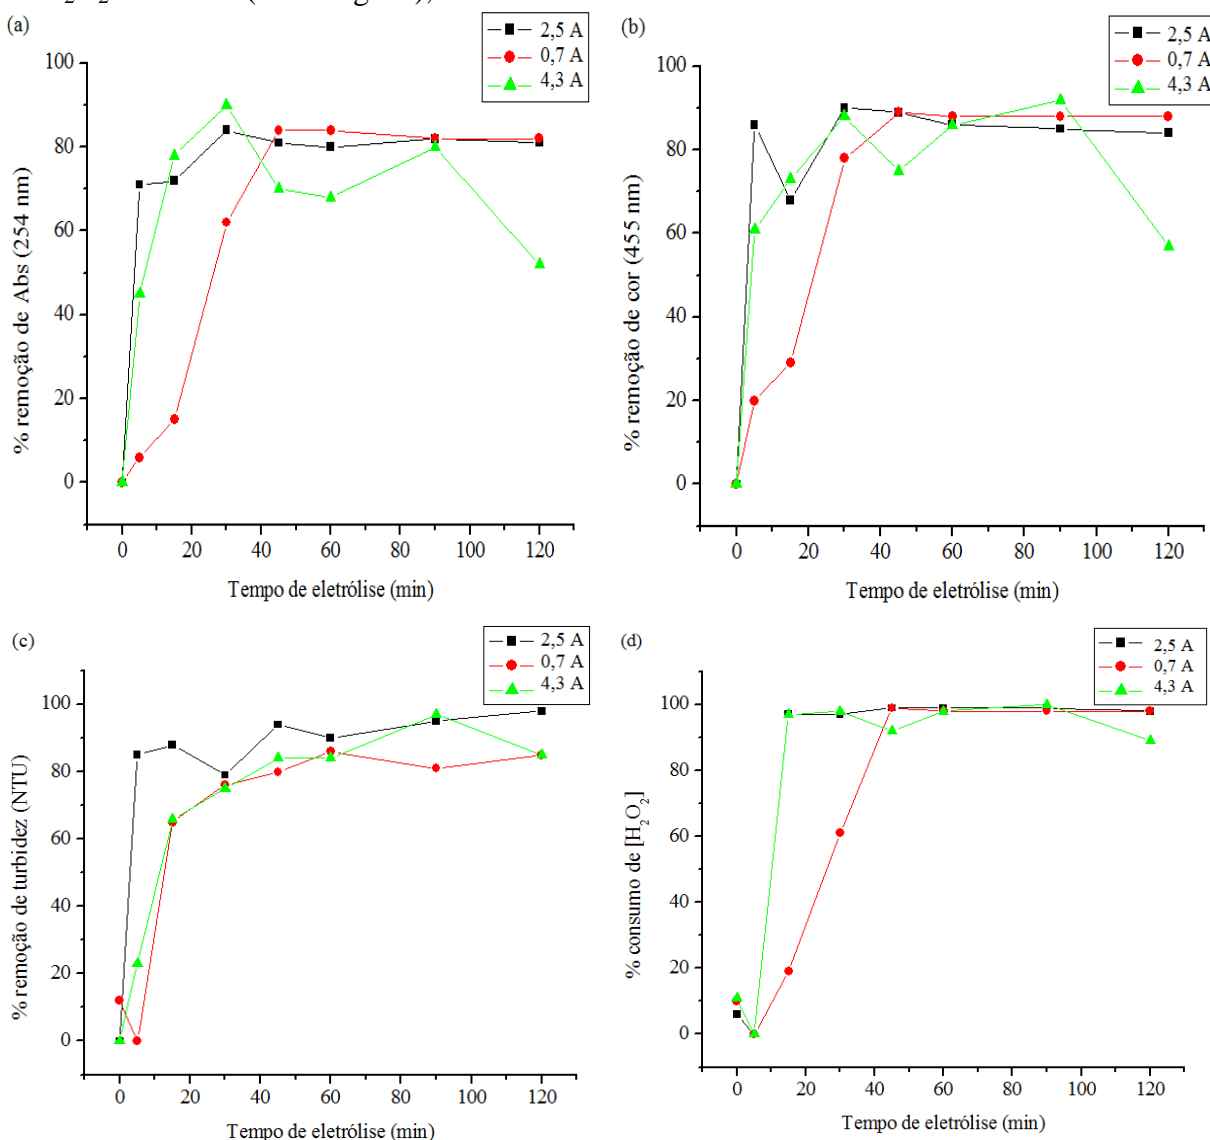 (a)
2,5 A
0,7 A
4,3 A
100
80
60
40
20
0
% remoção de Abs (254 nm)
0 20 40 60 80 100 120
Tempo de eletrólise (min)
(b)
2,5 A
0,7 A
4,3 A
100
80
60
40
20
0
% remoção de cor (455 nm)
0 20 40 60 80 100 120
Tempo de eletrólise (min)
(c)
2,5 A
0,7 A
4,3 A
100
80
60
40
20
0
% remoção de turbidez (NTU)
0 20 40 60 80 100 120
Tempo de eletrólise (min)
(d)
2,5 A
0,7 A
4,3 A
100
80
60
40
20
0
% consumo de [H₂O₂]
0 20 40 60 80 100 120
Tempo de eletrólise (min)